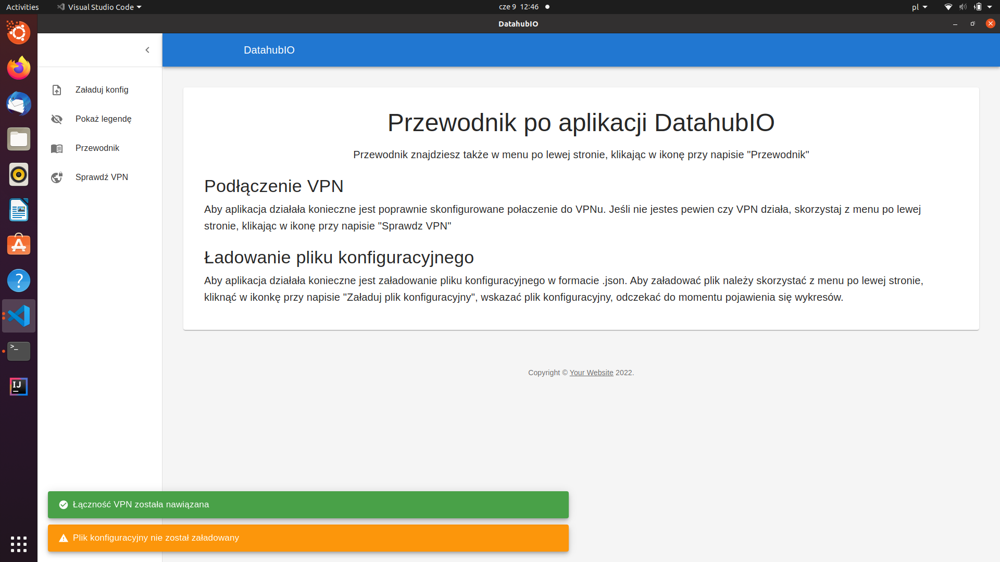 Activities
Visual Studio Code
cze 9 12:46
pl
DatahubIO
DatahubIO
Załaduj konfig
Pokaż legendę
Przewodnik
Sprawdź VPN
Przewodnik po aplikacji DatahubIO
Przewodnik znajdziesz także w menu po lewej stronie, klikając w ikonę przy napisie "Przewodnik"
Podłączenie VPN
Aby aplikacja działała konieczne jest poprawnie skonfigurowane połaczenie do VPNu. Jeśli nie jestes pewien czy VPN działa, skorzystaj z menu po lewej
stronie, klikając w ikonę przy napisie "Sprawdz VPN"
Ładowanie pliku konfiguracyjnego
Aby aplikacja działała konieczne jest załadowanie pliku konfiguracyjnego w formacie .json. Aby załadować plik należy skorzystać z menu po lewej stronie,
kliknąć w ikonkę przy napisie "Załaduj plik konfiguracyjny", wskazać plik konfiguracyjny, odczekać do momentu pojawienia się wykresów.
Copyright © Your Website 2022.
Łączność VPN została nawiązana
Plik konfiguracyjny nie został załadowany
>_
IJ